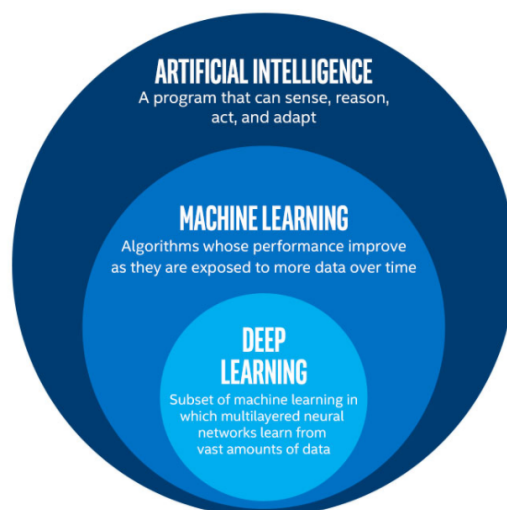 ARTIFICIAL INTELLIGENCE
A program that can sense, reason,
act, and adapt
MACHINE LEARNING
Algorithms whose performance improve
as they are exposed to more data over time
DEEP
LEARNING
Subset of machine learning in
which multilayered neural
networks learn from
vast amounts of data